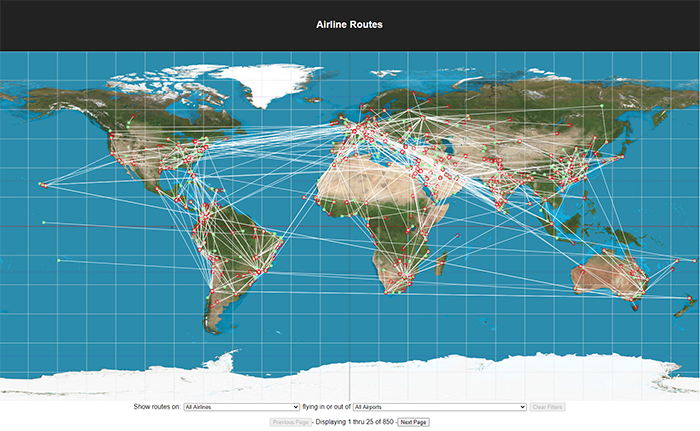 Airline Routes
Show routes on: All Airlines flying in or out of All Airports Clear Filters
Previous Page - Displaying 1 thru 25 of 850 - Next Page